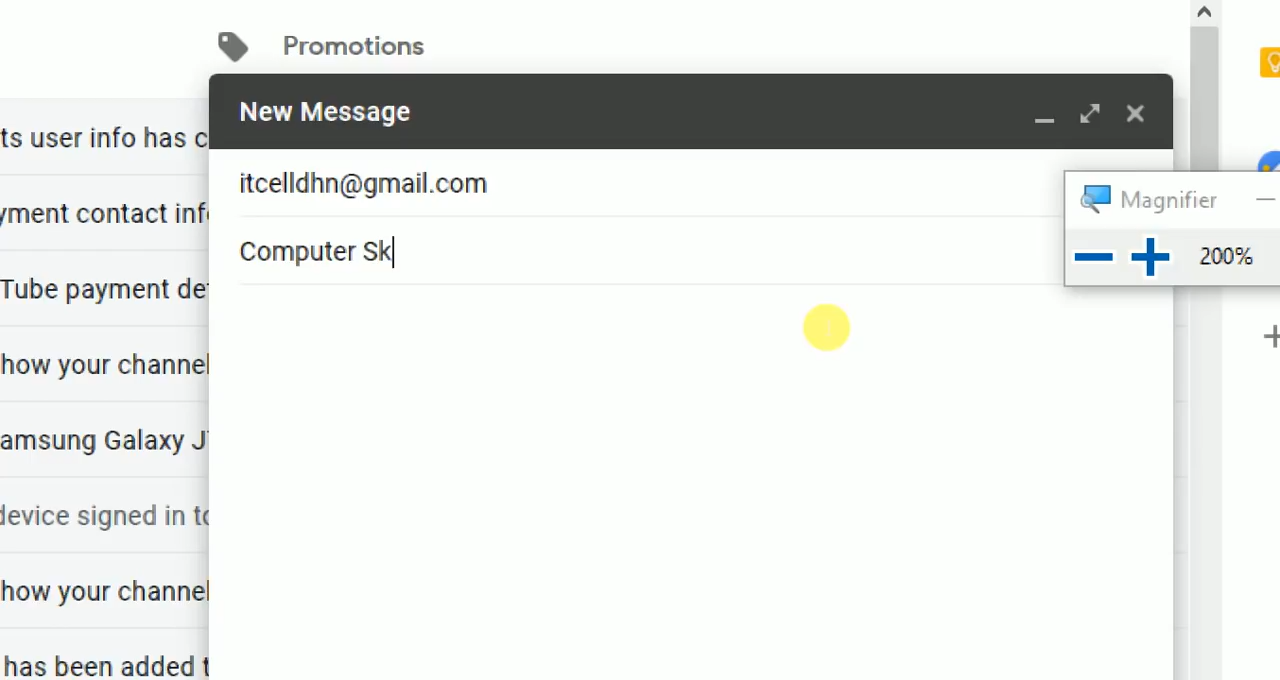 Promotions
New Message
ts user info has c
itcelldhn@gmail.com
Magnifier
yment contact inf
Computer Sk
200%
Tube payment de
how your channel
amsung Galaxy J
device signed in to
how your channel
has been added t